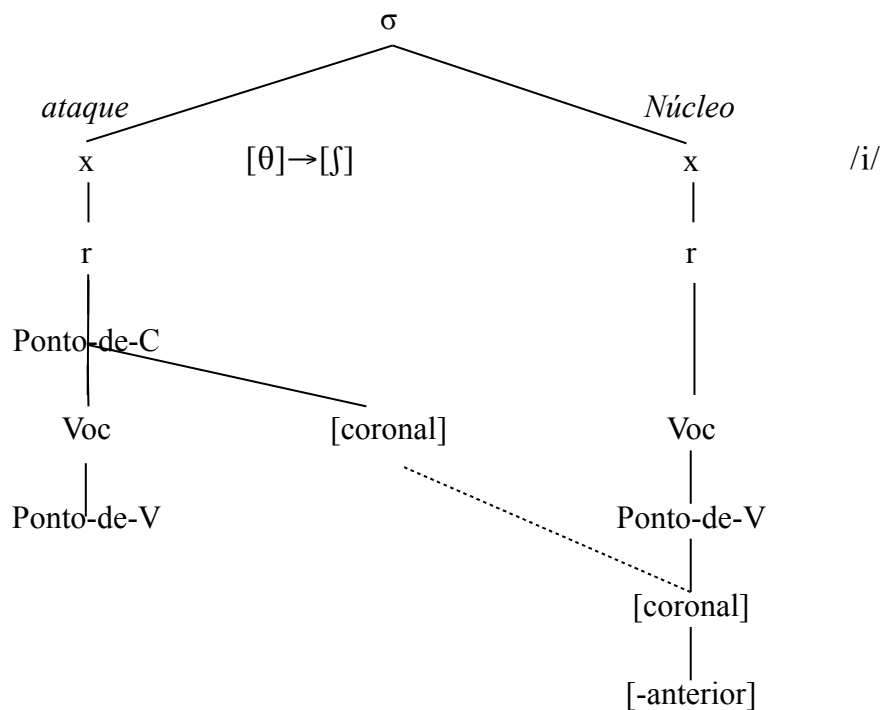 σ
ataque Núcleo
x [θ]→[ʃ] x /i/
r r
Ponto-de-C
Voc [coronal] Voc
Ponto-de-V Ponto-de-V
[coronal]
[-anterior]